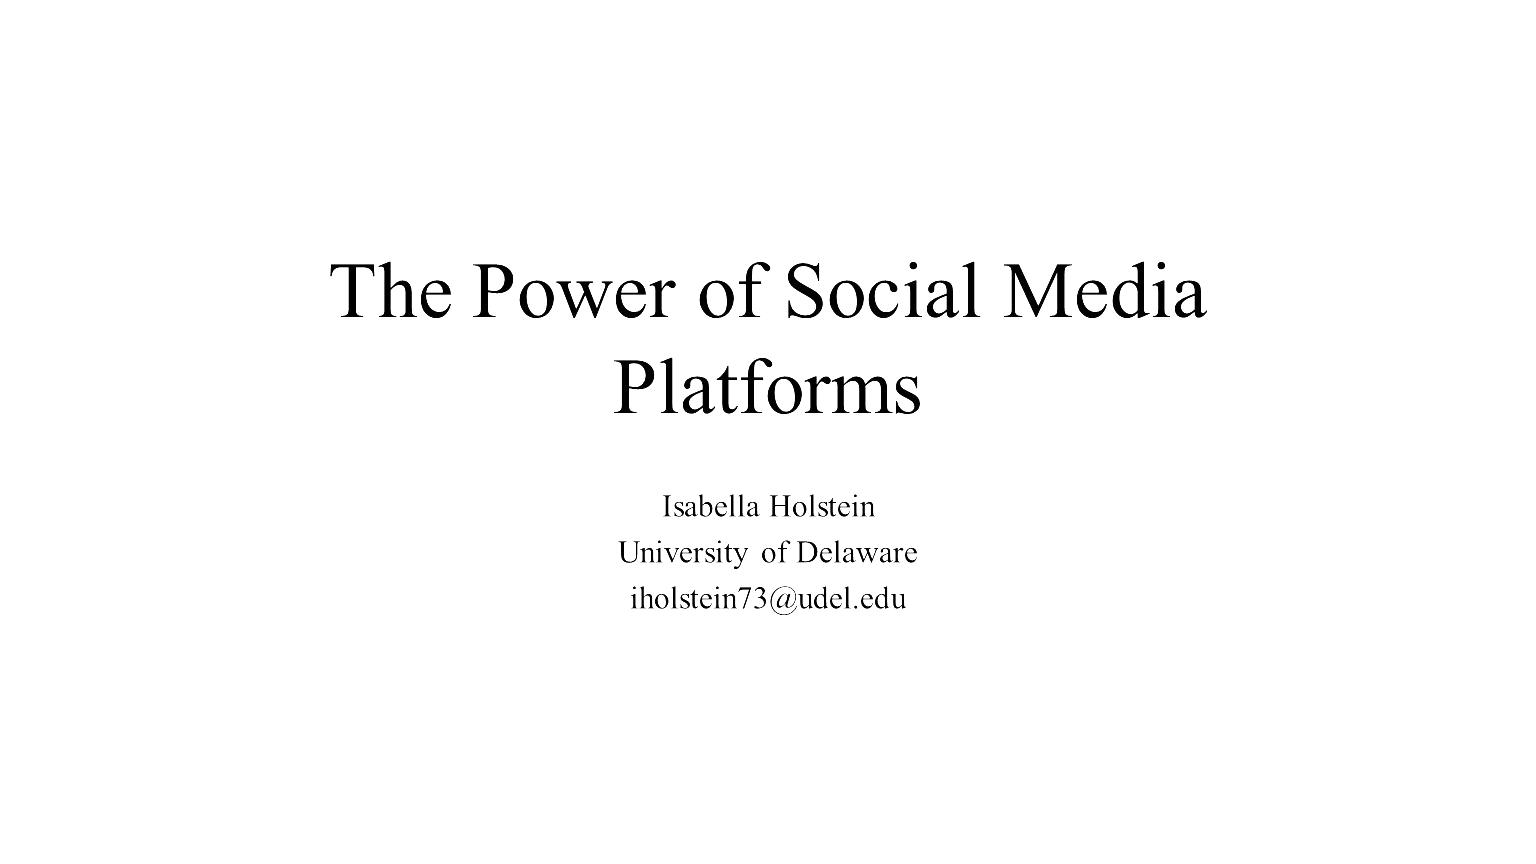 The Power of Social Media
Platforms
Isabella Holstein
University of Delaware
iholstein73@udel.edu